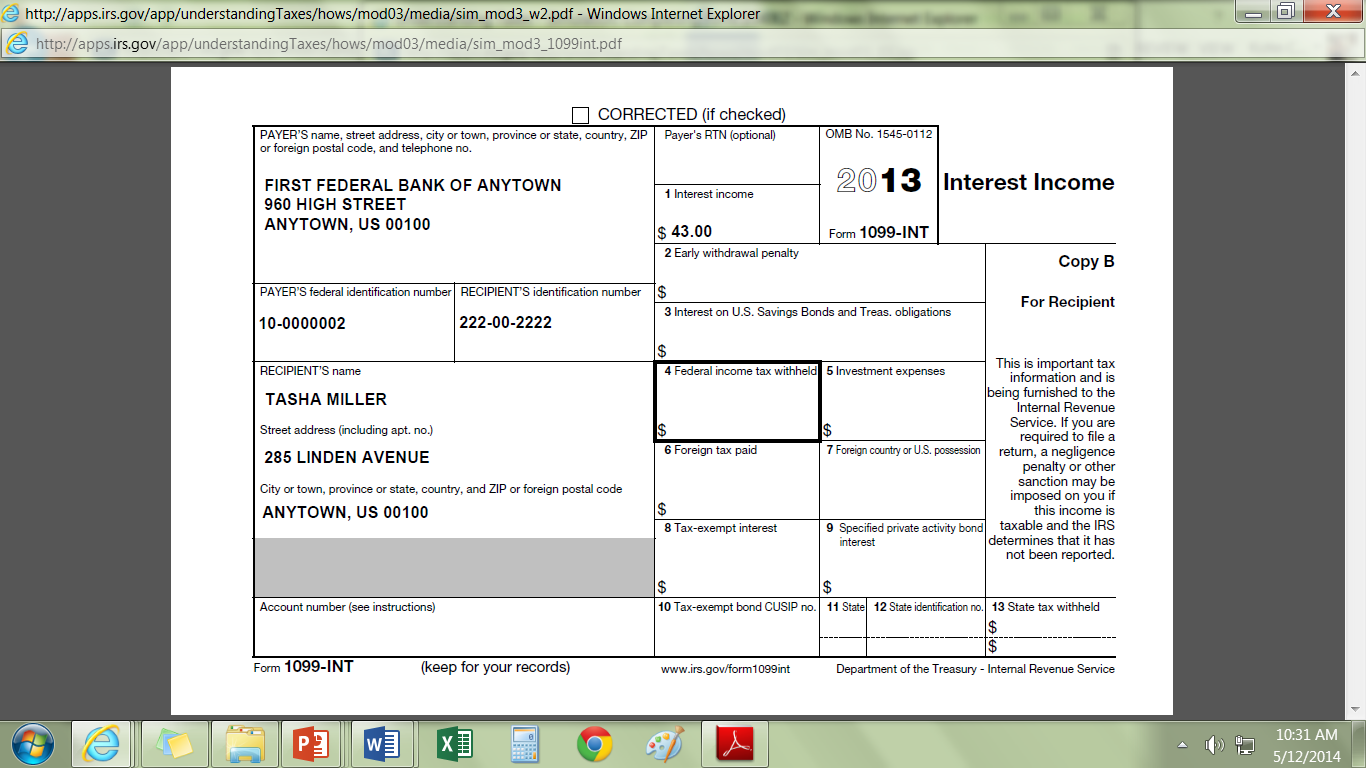 http://apps.irs.gov/app/understandingTaxes/hows/mod03/media/sim_mod3_w2.pdf - Windows Internet Explorer
http://apps.irs.gov/app/understandingTaxes/hows/mod03/media/sim_mod3_1099int.pdf
CORRECTED (if checked)
PAYER'S name, street address, city or town, province or state, country, ZIP
or foreign postal code, and telephone no.
FIRST FEDERAL BANK OF ANYTOWN
960 HIGH STREET
ANYTOWN, US 00100
Payer's RTN (optional)
1 Interest income
$ 43.00
OMB No. 1545-0112
2013
Form 1099-INT
Interest Income
2 Early withdrawal penalty
$
Copy B
For Recipient
PAYER'S federal identification number
10-0000002
RECIPIENT'S identification number
222-00-2222
3 Interest on U.S. Savings Bonds and Treas. obligations
$
RECIPIENT'S name
TASHA MILLER
Street address (including apt. no.)
285 LINDEN AVENUE
City or town, province or state, country, and ZIP or foreign postal code
ANYTOWN, US 00100
4 Federal income tax withheld
$
5 Investment expenses
$
6 Foreign tax paid
$
7 Foreign country or U.S. possession
8 Tax-exempt interest
$
9 Specified private activity bond
interest
$
This is important tax
information and is
being furnished to the
Internal Revenue
Service. If you are
required to file a
return, a negligence
penalty or other
sanction may be
imposed on you if
this income is
taxable and the IRS
determines that it has
not been reported.
Account number (see instructions)
10 Tax-exempt bond CUSIP no.
11 State
12 State identification no.
13 State tax withheld
$
$
Form 1099-INT
(keep for your records)
www.irs.gov/form1099int
Department of the Treasury - Internal Revenue Service
10:31 AM
5/12/2014